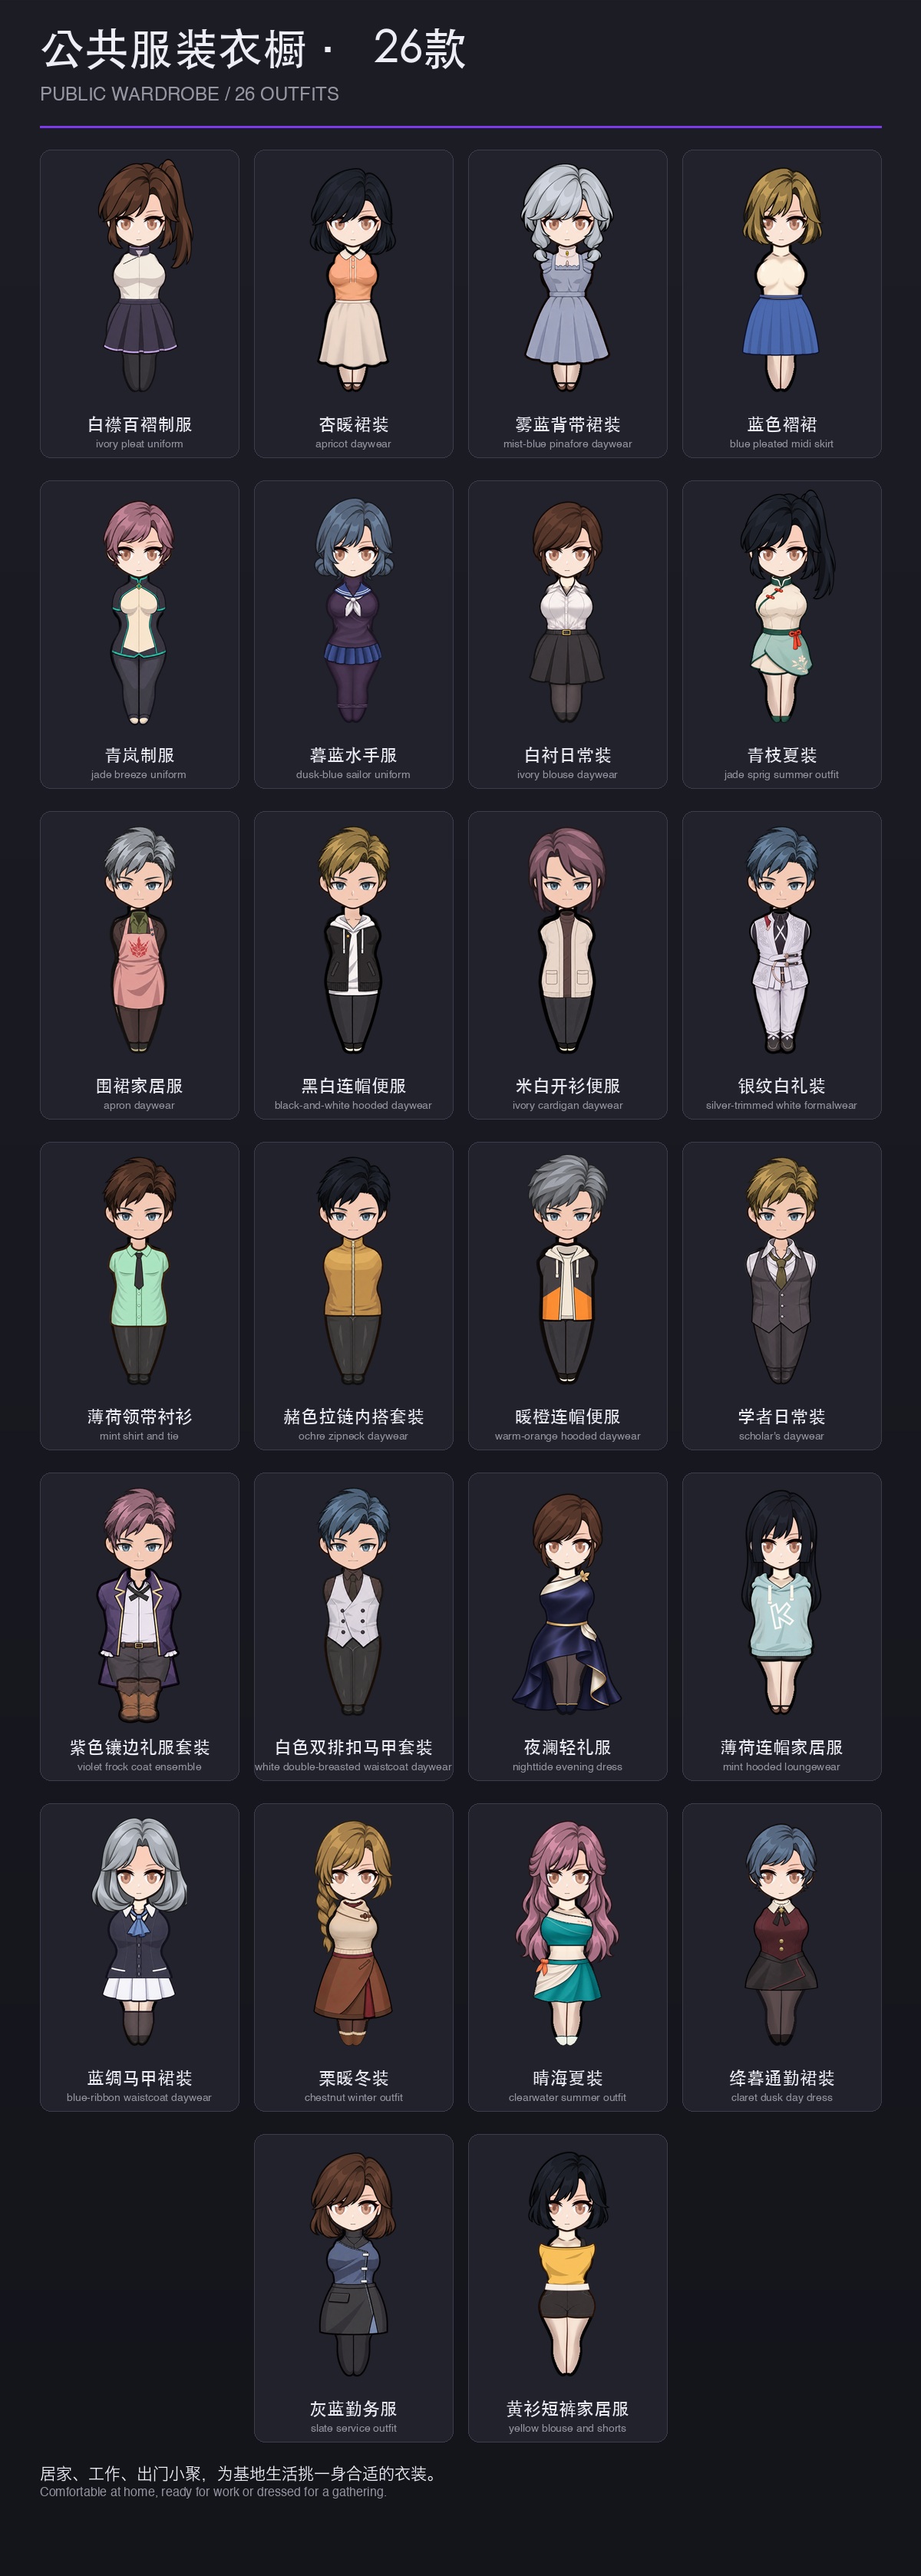 公共服装衣橱 · 26款
PUBLIC WARDROBE / 26 OUTFITS
白襟百褶制服
ivory pleat uniform
杏暖裙装
apricot daywear
雾蓝背带裙装
mist-blue pinafore daywear
蓝色褶裙
blue pleated midi skirt
青岚制服
jade breeze uniform
暮蓝水手服
dusk-blue sailor uniform
白衬日常装
ivory blouse daywear
青枝夏装
jade sprig summer outfit
围裙家居服
apron daywear
黑白连帽便服
black-and-white hooded daywear
米白开衫便服
ivory cardigan daywear
银纹白礼装
silver-trimmed white formalwear
薄荷领带衬衫
mint shirt and tie
赭色拉链内搭套装
ochre zipneck daywear
暖橙连帽便服
warm-orange hooded daywear
学者日常装
scholar's daywear
紫色镶边礼服套装
violet frock coat ensemble
白色双排扣马甲套装
white double-breasted waistcoat daywear
夜澜轻礼服
nighttide evening dress
K
薄荷连帽家居服
mint hooded loungewear
蓝绸马甲裙装
blue-ribbon waistcoat daywear
栗暖冬装
chestnut winter outfit
晴海夏装
clearwater summer outfit
绛暮通勤裙装
claret dusk day dress
灰蓝勤务服
slate service outfit
黄衫短裤家居服
yellow blouse and shorts
居家、工作、出门小聚，为基地生活挑一身合适的衣装。
Comfortable at home, ready for work or dressed for a gathering.